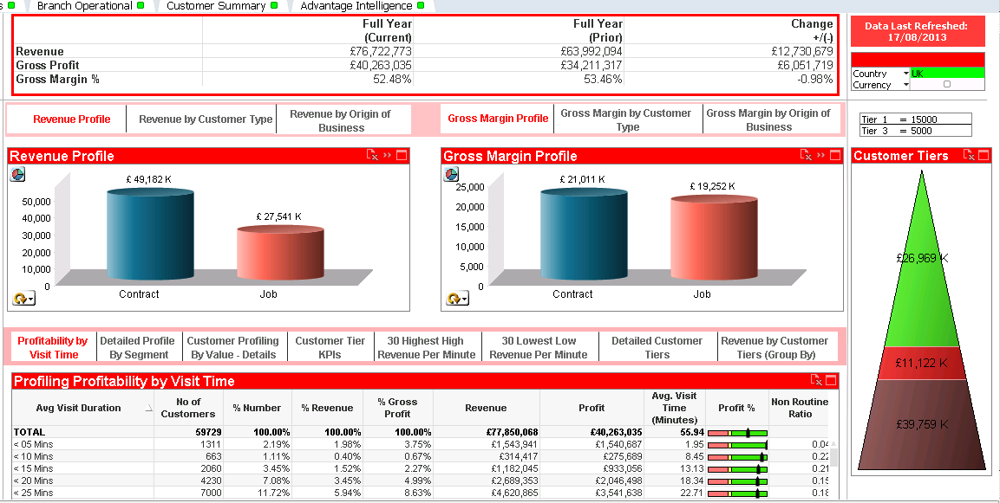 s Branch Operational Customer Summary Advantage Intelligence
Full Year Full Year Change
(Current) (Prior) +/(-)
Revenue £76,722,773 £63,992,094 £12,730,679
Gross Profit £40,263,035 £34,211,317 £6,051,719
Gross Margin % 52.48% 53.46% -0.98%
Data Last Refreshed:
17/08/2013
Country UK
Currency
Tier 1 = 15000
Tier 3 = 5000
Revenue Profile
Revenue by Customer Type
Revenue by Origin of
Business
Gross Margin Profile
Gross Margin by Customer
Type
Gross Margin by Origin of
Business
Revenue Profile
£ 49,182 K
£ 27,541 K
50,000
40,000
30,000
20,000
10,000
0
Contract Job
Gross Margin Profile
£ 21,011 K
£ 19,252 K
25,000
20,000
15,000
10,000
5,000
0
Contract Job
Customer Tiers
£26,969 K
£11,122 K
£39,759 K
Profitability by
Visit Time
Detailed Profile
By Segment
Customer Profiling
By Value - Details
Customer Tier
KPIs
30 Highest High
Revenue Per Minute
30 Lowest Low
Revenue Per Minute
Detailed Customer
Tiers
Revenue by Customer
Tiers (Group By)
Profiling Profitability by Visit Time
Avg Visit Duration
No of
Customers
% Number
% Revenue
% Gross
Profit
Revenue
Profit
Avg. Visit
Time
(Minutes)
Profit %
Non Routine
Ratio
TOTAL 59729 100.00% 100.00% 100.00% £77,850,068 £40,263,035 55.94
< 05 Mins 1311 2.19% 1.98% 3.75% £1,543,941 £1,540,687 1.95 0.04
< 10 Mins 663 1.11% 0.40% 0.67% £314,417 £275,689 8.45 0.22
< 15 Mins 2060 3.45% 1.52% 2.27% £1,182,045 £933,056 13.13 0.21
< 20 Mins 4230 7.08% 3.45% 4.99% £2,689,353 £2,046,498 18.34 0.15
< 25 Mins 7000 11.72% 5.94% 8.63% £4,620,865 £3,541,638 22.71 0.18